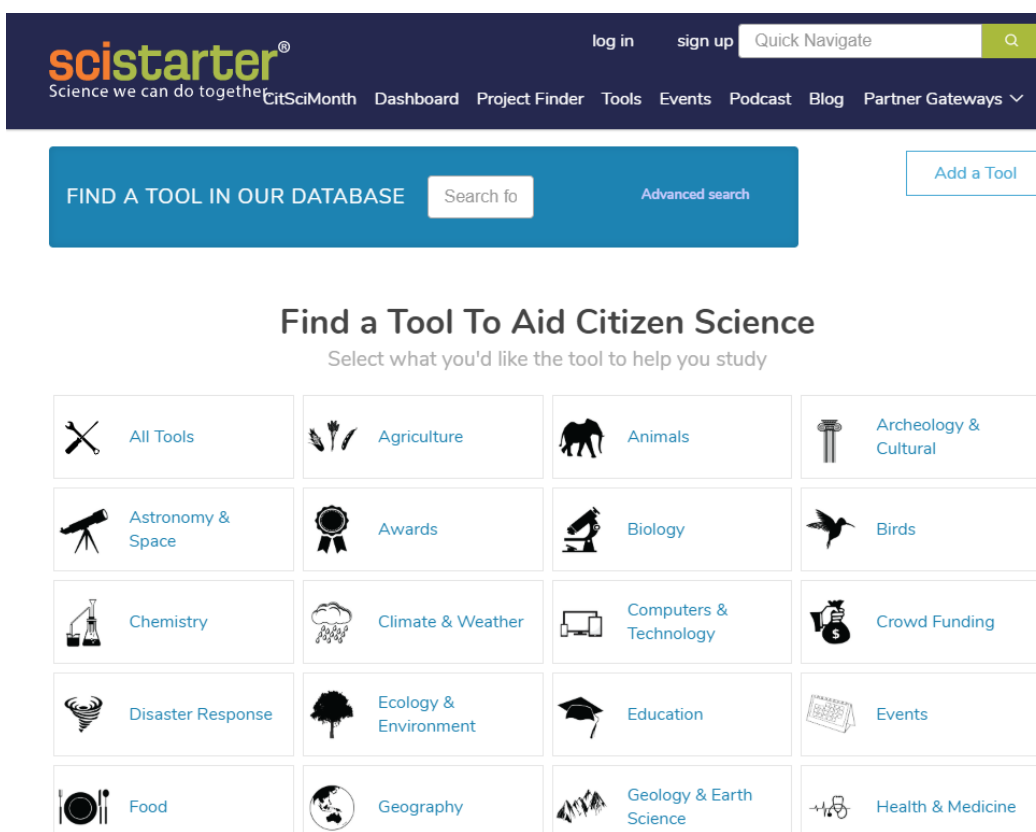 scistarter®
Science we can do together
log in sign up Quick Navigate
CitSciMonth Dashboard Project Finder Tools Events Podcast Blog Partner Gateways
FIND A TOOL IN OUR DATABASE Search fo Advanced search
Add a Tool
Find a Tool To Aid Citizen Science
Select what you'd like the tool to help you study
All Tools
Agriculture
Animals
Archeology &
Cultural
Astronomy &
Space
Awards
Biology
Birds
Chemistry
Climate & Weather
Computers &
Technology
Crowd Funding
$
Disaster Response
Ecology &
Environment
Education
Events
Food
Geography
Geology & Earth
Science
Health & Medicine